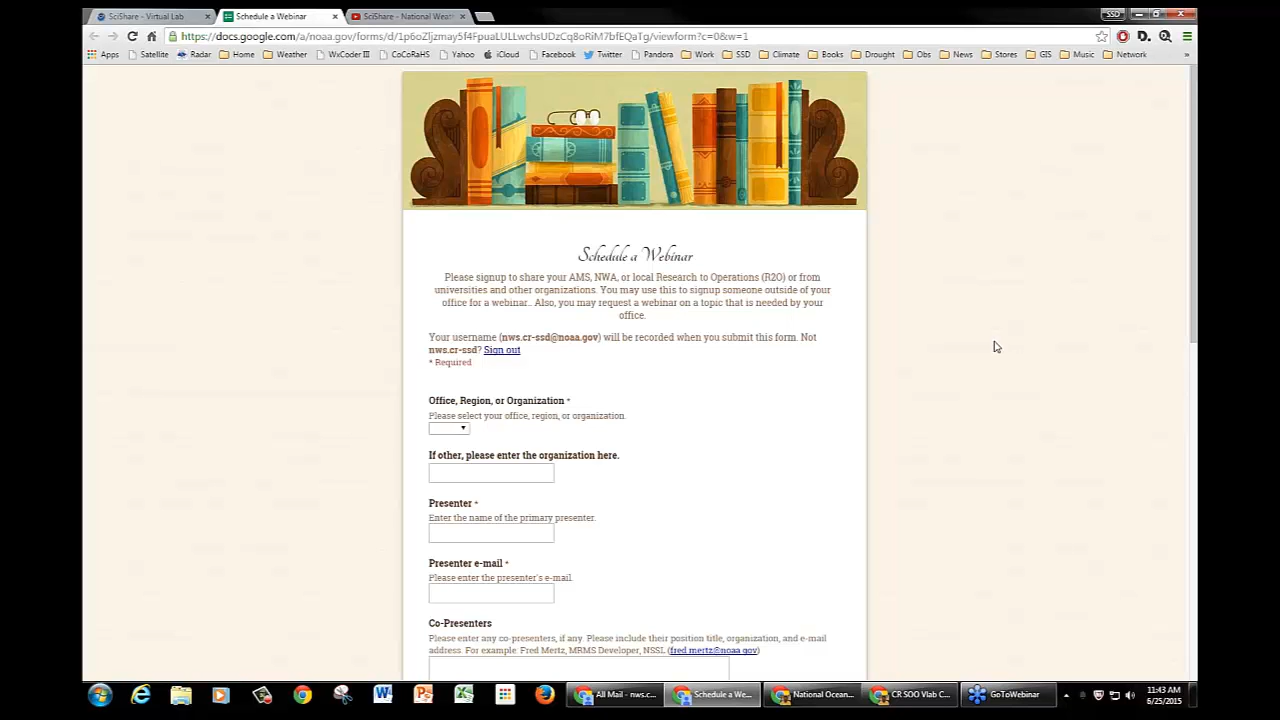 SciShare - Virtual Lab
Schedule a Webinar
SciShare - National Weat
SSD
https://docs.google.com/a/noaa.gov/forms/d/1p6oZljzmay5f4FpuaLULLwchsUDzCq8oRiM7bfEQaTg/viewform?c=0&w=1
Apps Satellite Radar Home Weather WxCoder III CoCoRaHS Yahoo iCloud Facebook Twitter Pandora Work SSD Climate Books Drought Obs News Stores GIS Music Network »
Schedule a Webinar
Please signup to share your AMS, NWA, or local Research to Operations (R2O) or from
universities and other organizations. You may use this to signup someone outside of your
office for a webinar.. Also, you may request a webinar on a topic that is needed by your
office.
Your username (nws.cr-ssd@noaa.gov) will be recorded when you submit this form. Not
nws.cr-ssd? Sign out
* Required
Office, Region, or Organization *
Please select your office, region, or organization.
If other, please enter the organization here.
Presenter *
Enter the name of the primary presenter.
Presenter e-mail *
Please enter the presenter's e-mail.
Co-Presenters
Please enter any co-presenters, if any. Please include their position title, organization, and e-mail
address. For example: Fred Mertz, MRMS Developer, NSSL (fred.mertz@noaa.gov)
All Mail - nws.c...
Schedule a We...
National Ocean...
CR SOO Vlab C...
GoToWebinar
11:43 AM
6/25/2015